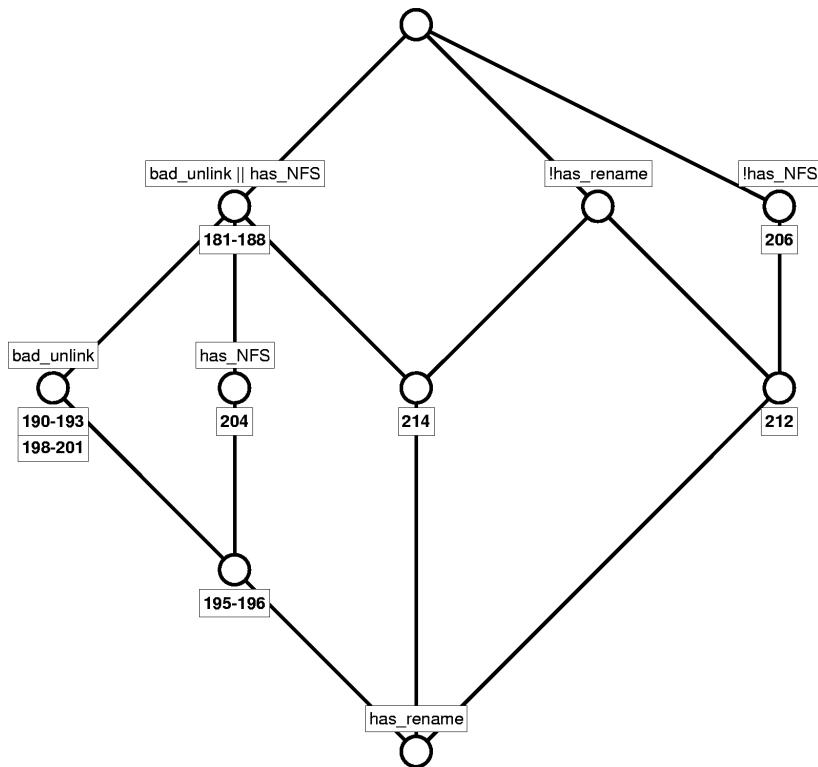 bad_unlink || has_NFS
!has_rename
!has_NFS
181-188
206
bad_unlink
has_NFS
190-193
198-201
204
214
212
195-196
has_rename